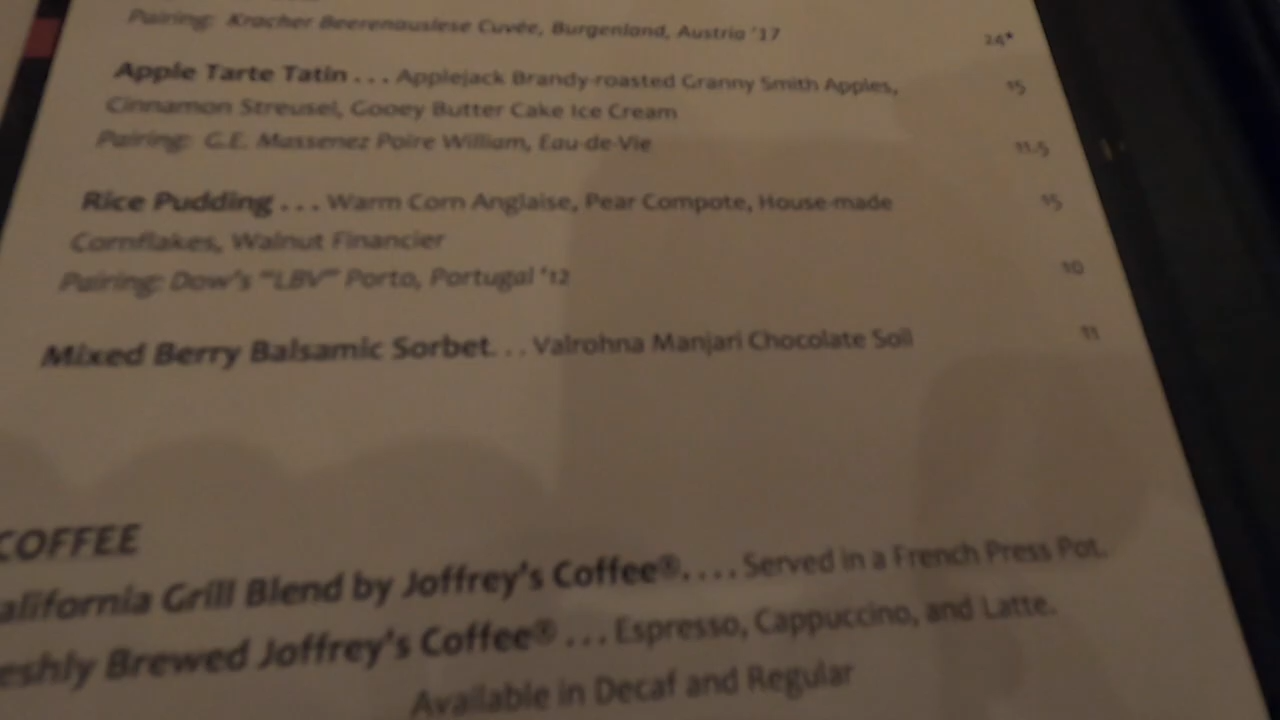 Pairing: Kracher Beerenauslese Cuvée, Burgenland, Austria '17 24*
Apple Tarte Tatin . . . Applejack Brandy-roasted Granny Smith Apples, 15
Cinnamon Streusel, Gooey Butter Cake Ice Cream
Pairing: G.E. Massenez Poire William, Eau-de-Vie 11.5
Rice Pudding . . . Warm Corn Anglaise, Pear Compote, House-made 15
Cornflakes, Walnut Financier
Pairing: Dow's "LBV" Porto, Portugal '12 10
Mixed Berry Balsamic Sorbet. . . Valrohna Manjari Chocolate Soil 11
COFFEE
alifornia Grill Blend by Joffrey's Coffee®. . . . Served in a French Press Pot.
eshly Brewed Joffrey's Coffee® . . . Espresso, Cappuccino, and Latte.
Available in Decaf and Regular